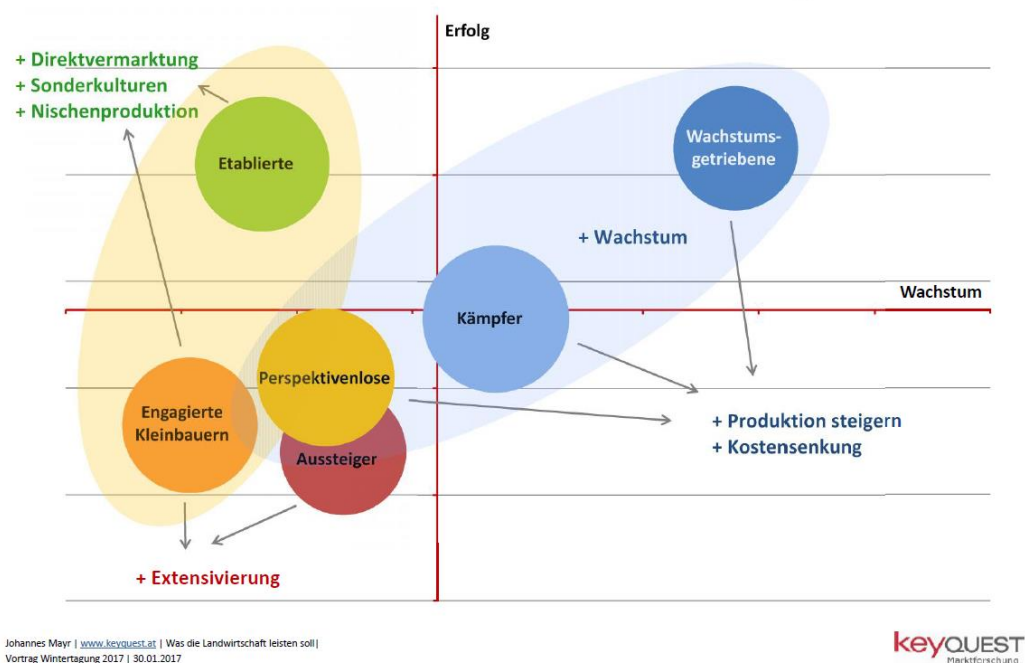 Erfolg
+ Direktvermarktung
+ Sonderkulturen
+ Nischenproduktion
Etablierte
Wachstums-
getriebene
+ Wachstum
Wachstum
Kämpfer
Perspektivenlose
Engagierte
Kleinbauern
Aussteiger
+ Produktion steigern
+ Kostensenkung
+ Extensivierung
Johannes Mayr | www.keyquest.at | Was die Landwirtschaft leisten soll|
Vortrag Wintertagung 2017 | 30.01.2017
keyQUEST
Marktforschung